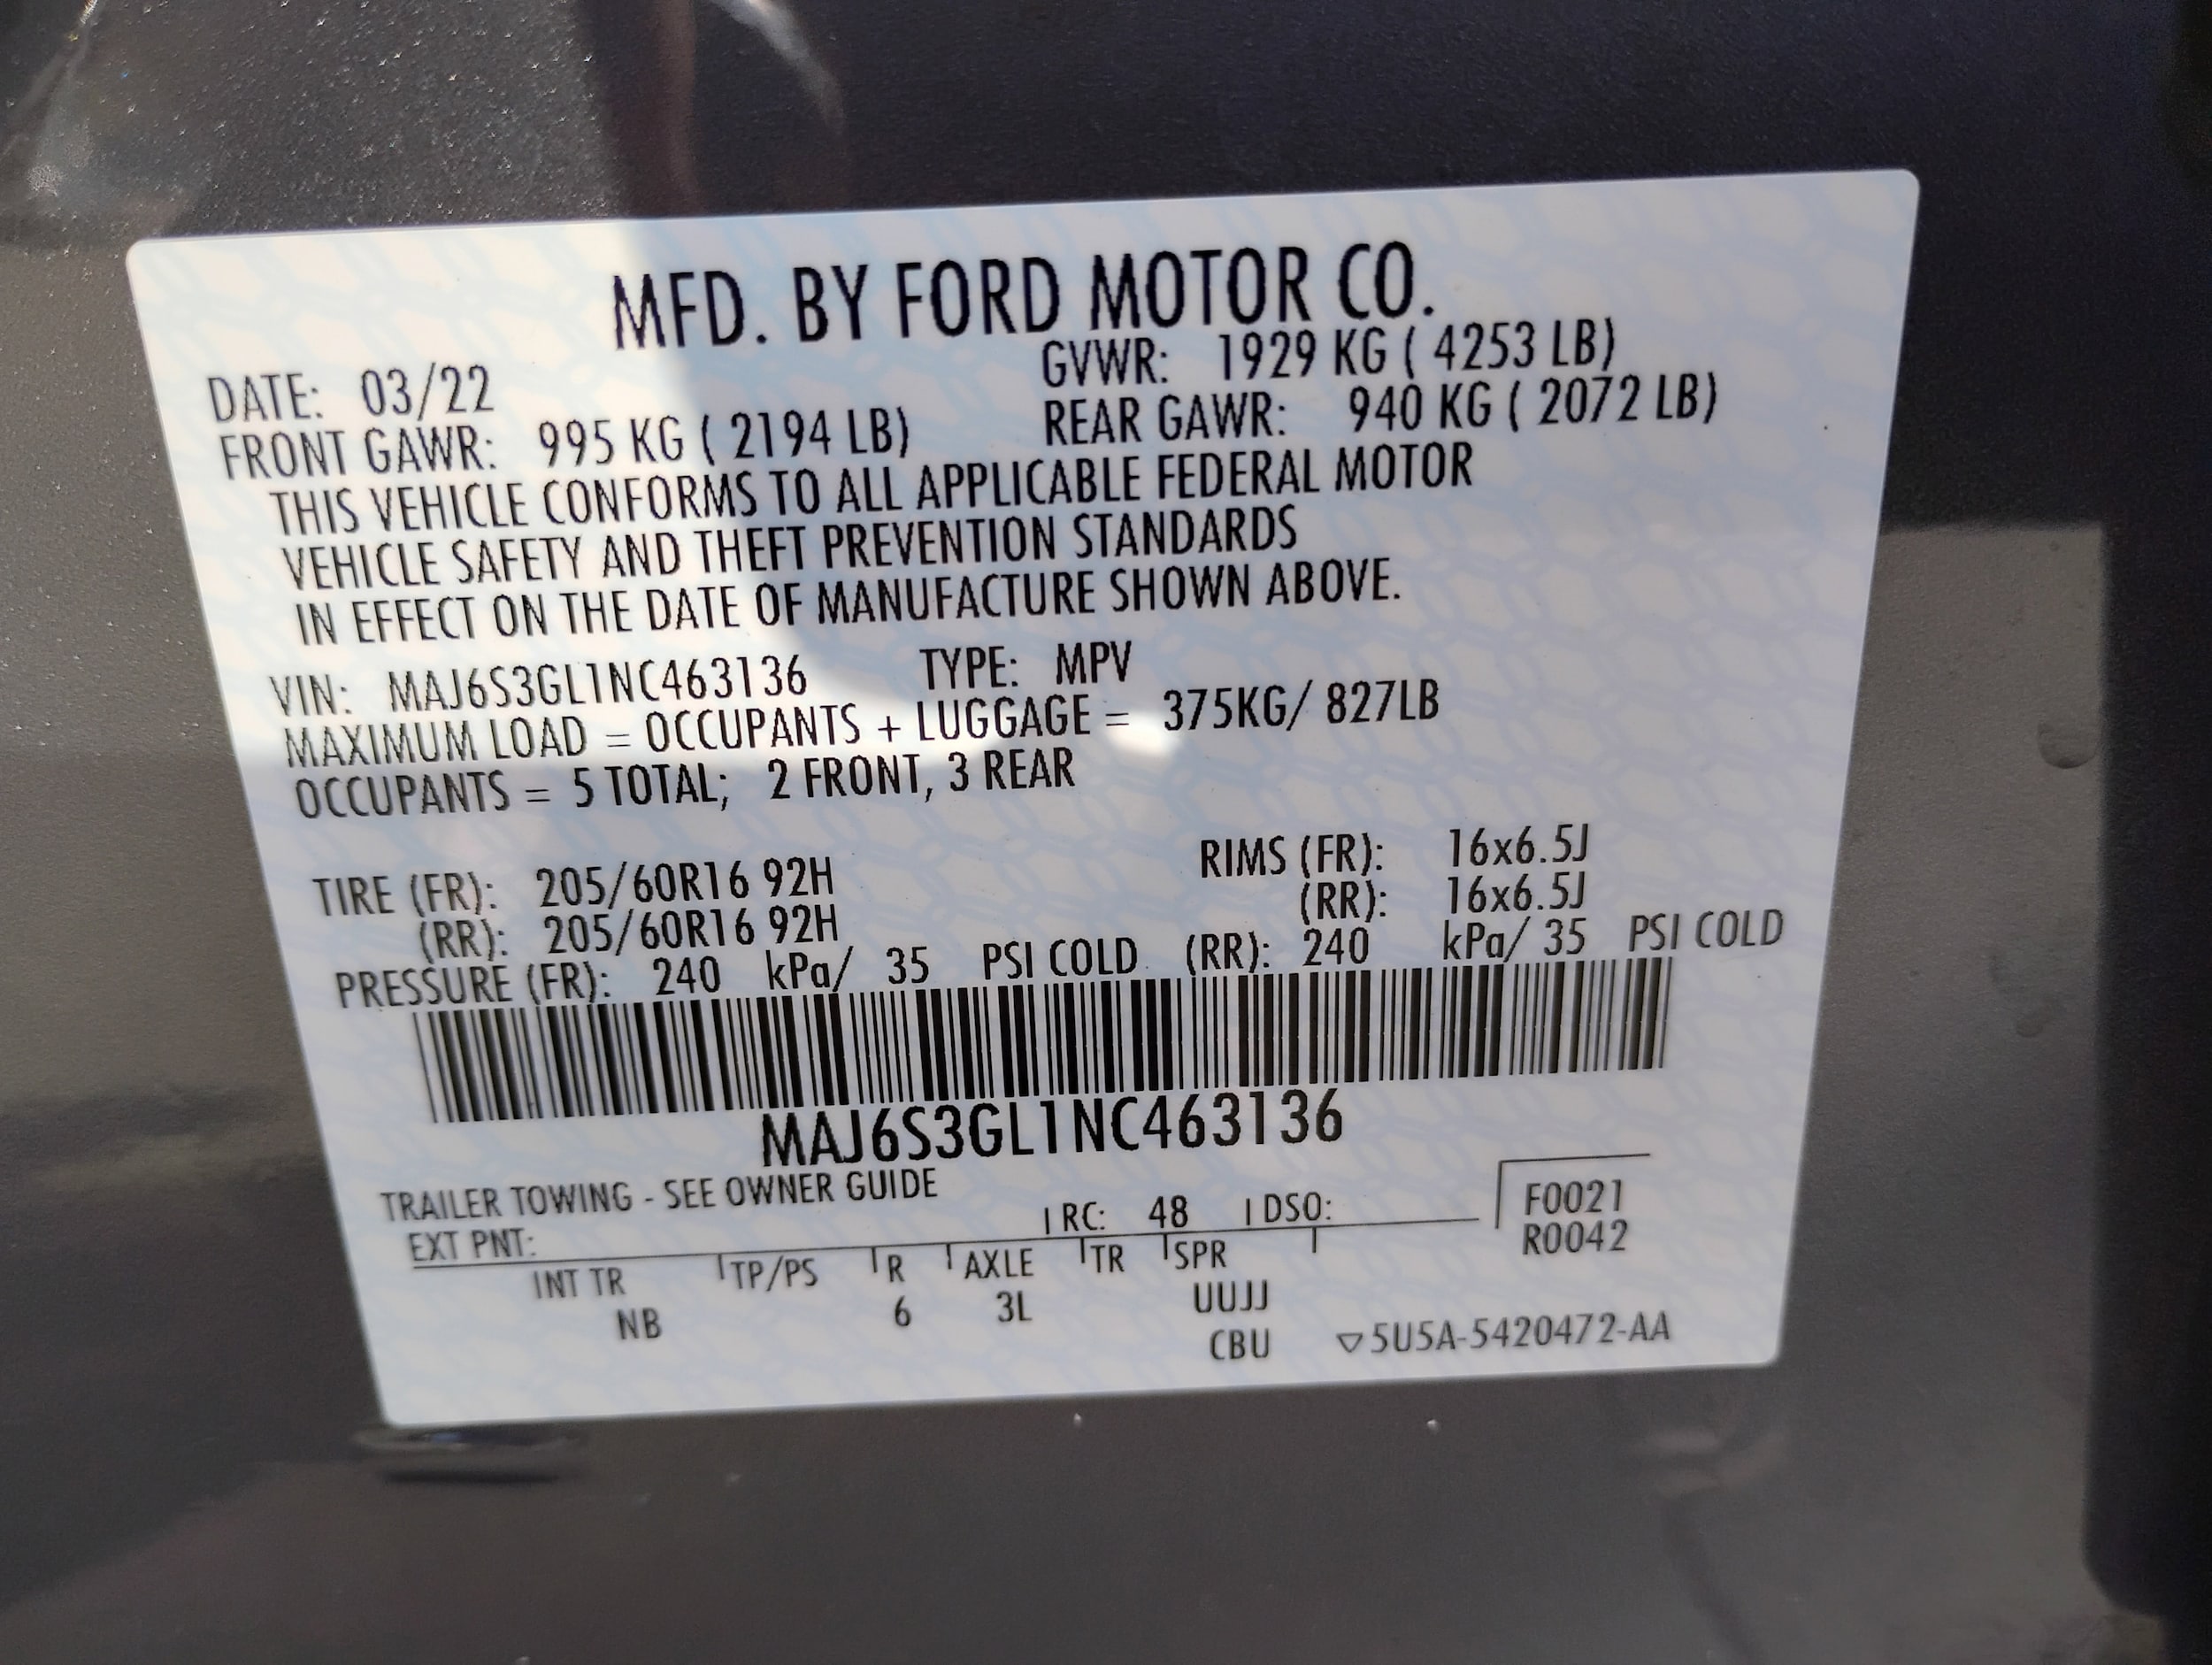 MFD. BY FORD MOTOR CO.
DATE: 03/22 GVWR: 1929 KG ( 4253 LB)
FRONT GAWR: 995 KG ( 2194 LB) REAR GAWR: 940 KG ( 2072 LB)
THIS VEHICLE CONFORMS TO ALL APPLICABLE FEDERAL MOTOR
VEHICLE SAFETY AND THEFT PREVENTION STANDARDS
IN EFFECT ON THE DATE OF MANUFACTURE SHOWN ABOVE.
VIN: MAJ6S3GL1NC463136 TYPE: MPV
MAXIMUM LOAD = OCCUPANTS + LUGGAGE = 375KG/ 827LB
OCCUPANTS = 5 TOTAL; 2 FRONT, 3 REAR
TIRE (FR): 205/60R16 92H RIMS (FR): 16x6.5J
(RR): 205/60R16 92H (RR): 16x6.5J
PRESSURE (FR): 240 kPa/ 35 PSI COLD (RR): 240 kPa/ 35 PSI COLD
MAJ6S3GL1NC463136
TRAILER TOWING - SEE OWNER GUIDE
EXT PNT: RC: 48 DSO: F0021
R0042
INT TR TP/PS R AXLE TR SPR
NB 6 3L UUJJ
CBU ▽5U5A-5420472-AA